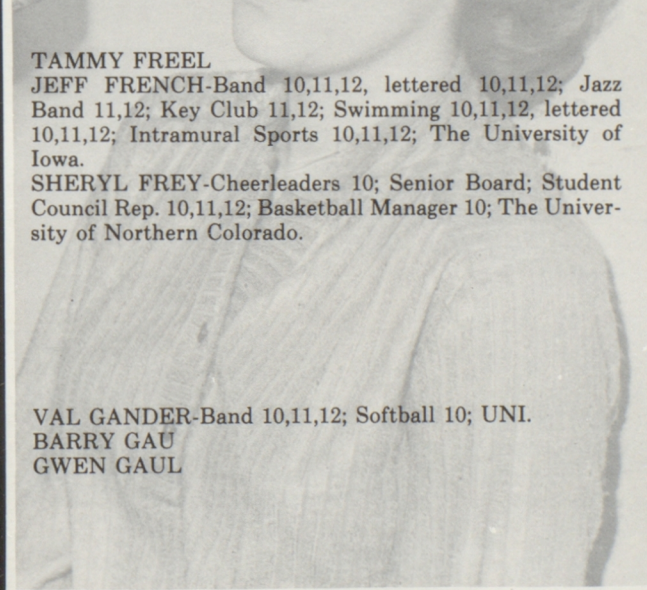 TAMMY FREEL
JEFF FRENCH-Band 10,11,12, lettered 10,11,12; Jazz
Band 11,12; Key Club 11,12; Swimming 10,11,12, lettered
10,11,12; Intramural Sports 10,11,12; The University of
Iowa.
SHERYL FREY-Cheerleaders 10; Senior Board; Student
Council Rep. 10,11,12; Basketball Manager 10; The Univer-
sity of Northern Colorado.
VAL GANDER-Band 10,11,12; Softball 10; UNI.
BARRY GAU
GWEN GAUL